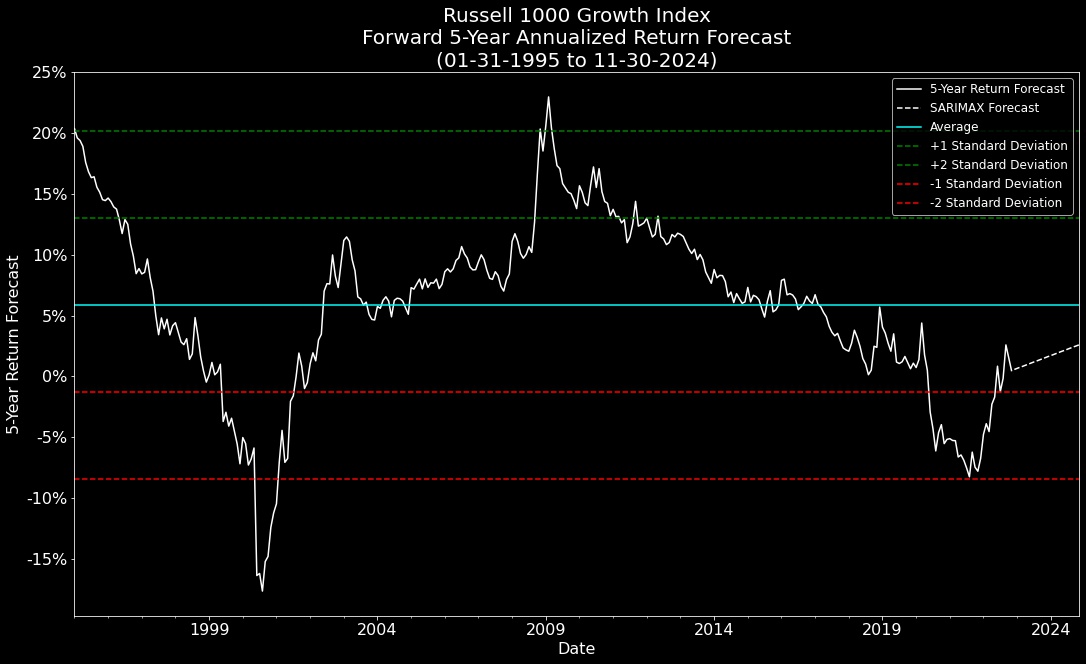 Russell 1000 Growth Index
Forward 5-Year Annualized Return Forecast
(01-31-1995 to 11-30-2024)
5-Year Return Forecast
25%
20%
15%
10%
5%
0%
-5%
-10%
-15%
5-Year Return Forecast
SARIMAX Forecast
Average
+1 Standard Deviation
+2 Standard Deviation
-1 Standard Deviation
-2 Standard Deviation
1999
2004
2009
2014
2019
2024
Date